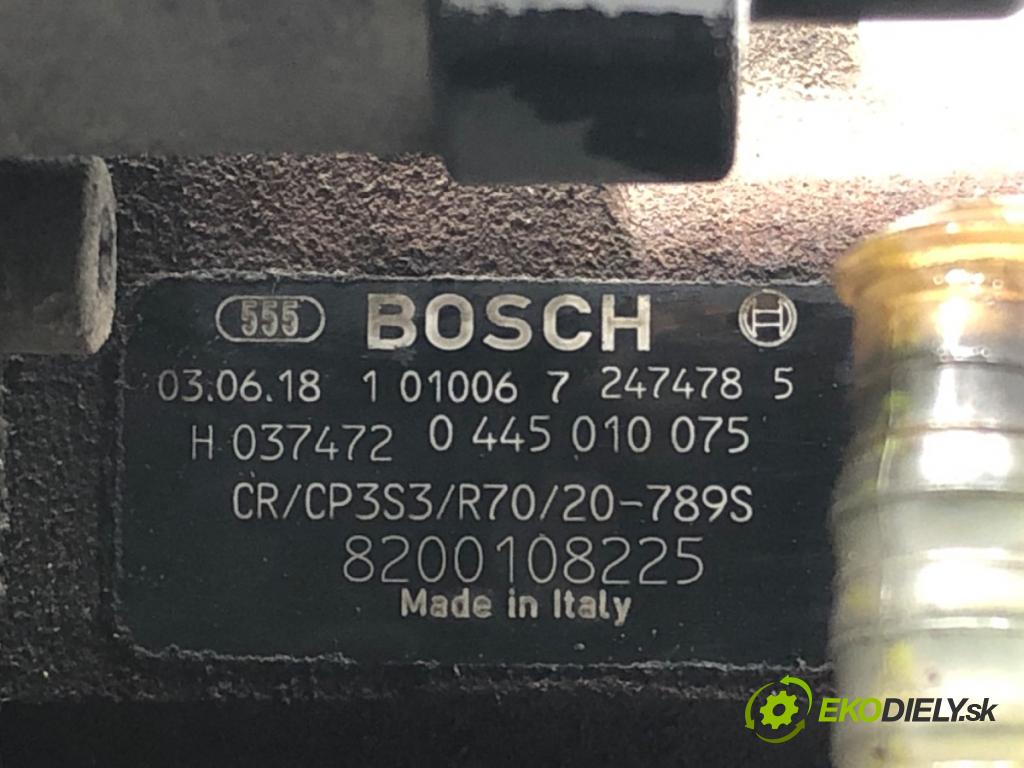 555 BOSCH
03.06.18 1 01006 7 247478 5
H 037472 0 445 010 075
CR/CP3S3/R70/20-789S
8200108225
Made in Italy
EKODIELY.sk